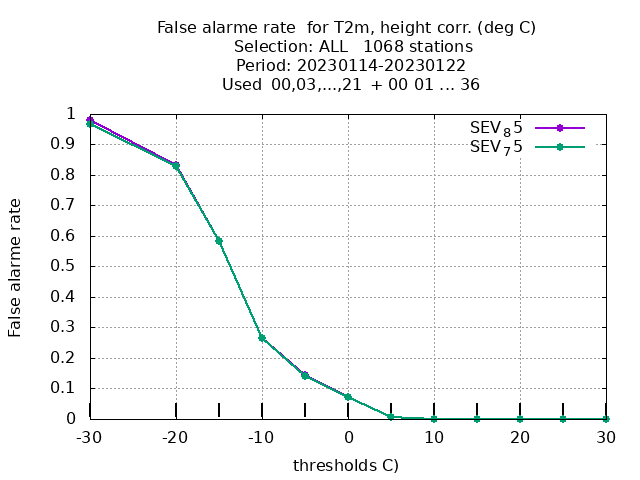 False alarme rate  for T2m, height corr. (deg C)
Selection: ALL   1068 stations
Period: 20230114-20230122
Used  00,03,...,21  + 00 01 ... 36
SEV₈5
SEV₇5
1
0.9
0.8
0.7
0.6
0.5
0.4
0.3
0.2
0.1
0
False alarme rate
-30 -20 -10 0 10 20 30
thresholds C)